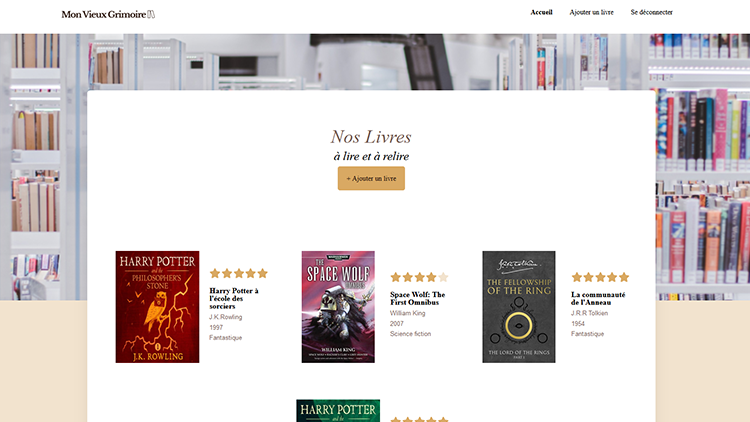 Mon Vieux Grimoire
Accueil
Ajouter un livre
Se déconnecter
Nos Livres
à lire et à relire
+ Ajouter un livre
HARRY POTTER
and the
PHILOSOPHER'S
STONE
J.K. ROWLING
Harry Potter à
l'école des
sorciers
J.K.Rowling
1997
Fantastique
THE
SPACE WOLF
OMNIBUS
WILLIAM KING
Space Wolf: The
First Omnibus
William King
2007
Science fiction
THE FELLOWSHIP
OF THE RING
THE LORD OF THE RINGS
PART 1
La communauté
de l'Anneau
J.R.R Tolkien
1954
Fantastique
HARRY POTTER